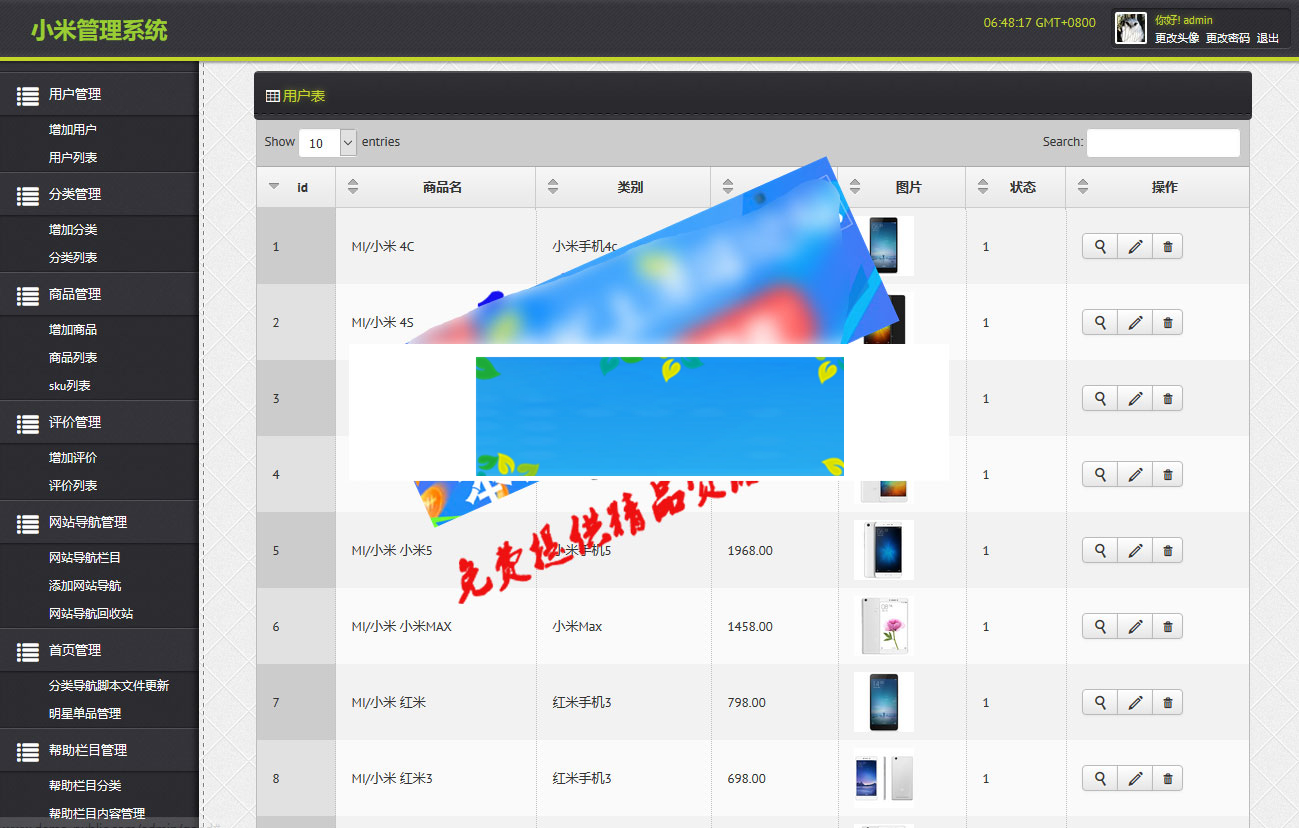 小米管理系统
06:48:17 GMT+0800
你好! admin
更改头像 更改密码 退出
用户管理
增加用户
用户列表
分类管理
增加分类
分类列表
商品管理
增加商品
商品列表
sku列表
评价管理
增加评价
评价列表
网站导航管理
网站导航栏目
添加网站导航
网站导航回收站
首页管理
分类导航脚本文件更新
明星单品管理
帮助栏目管理
帮助栏目分类
帮助栏目内容管理
用户表
Show 10 entries
Search:
id 商品名 类别 图片 状态 操作
1 MI/小米 4C 小米手机4c 1
2 MI/小米 4S 1
3 1
4 1
本
免费提供精品资源
5 MI/小米 小米5 小米手机5 1968.00 1
6 MI/小米 小米MAX 小米Max 1458.00 1
7 MI/小米 红米 红米手机3 798.00 1
8 MI/小米 红米3 红米手机3 698.00 1